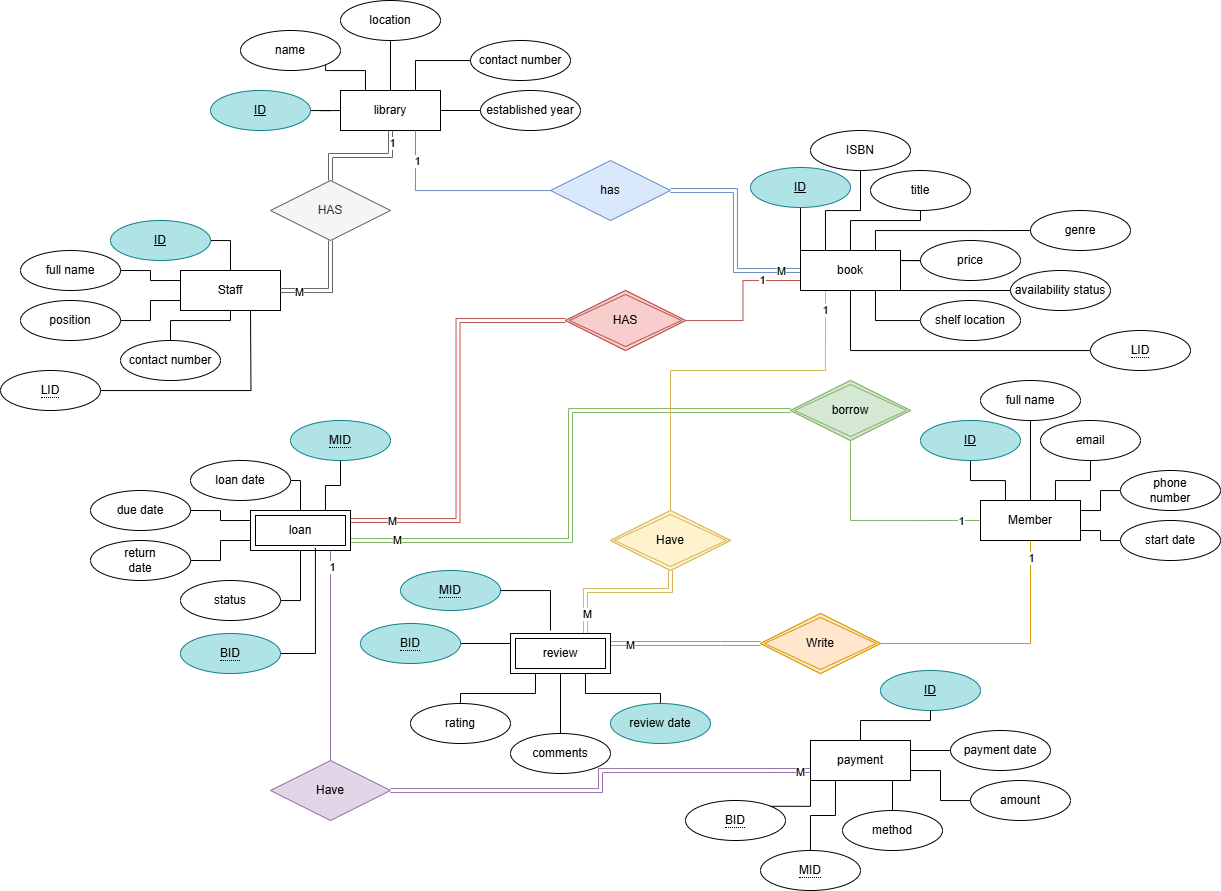 location
name
contact number
ID
library
established year
1
1
ISBN
ID
title
HAS
has
genre
ID
price
full name
Staff
M
book
M
1
availability status
position
1
shelf location
HAS
contact number
LID
LID
full name
borrow
MID
ID
email
loan date
phone
number
due date
M
1
Member
start date
loan
M
Have
return
date
1
1
MID
status
M
BID
BID
review
M
Write
ID
rating
review date
comments
payment date
payment
M
Have
amount
BID
method
MID